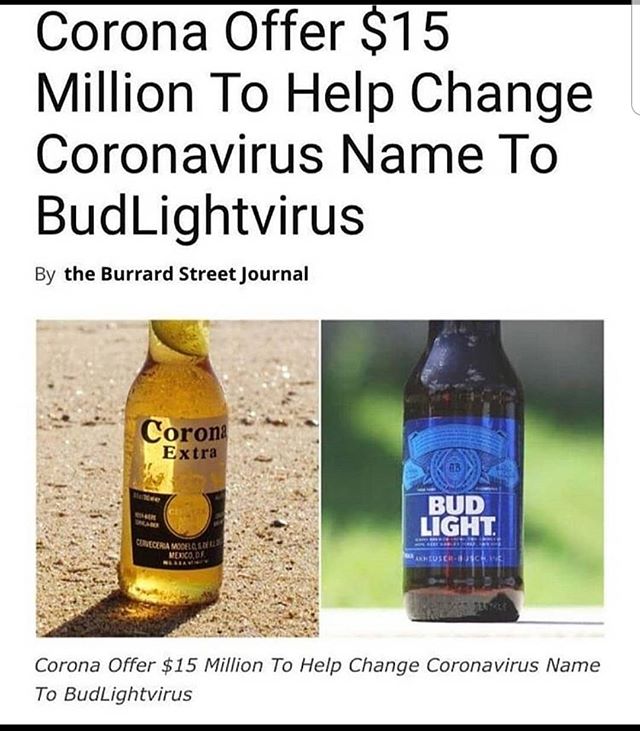 Corona Offer $15
Million To Help Change
Coronavirus Name To
BudLightvirus
By the Burrard Street Journal
Corona
Extra
CERVECERIA MODELO, S. DE R.L.
MEXICO, D.F.
BUD
LIGHT
ANHEUSER-BUSCH, INC.
Corona Offer $15 Million To Help Change Coronavirus Name
To BudLightvirus